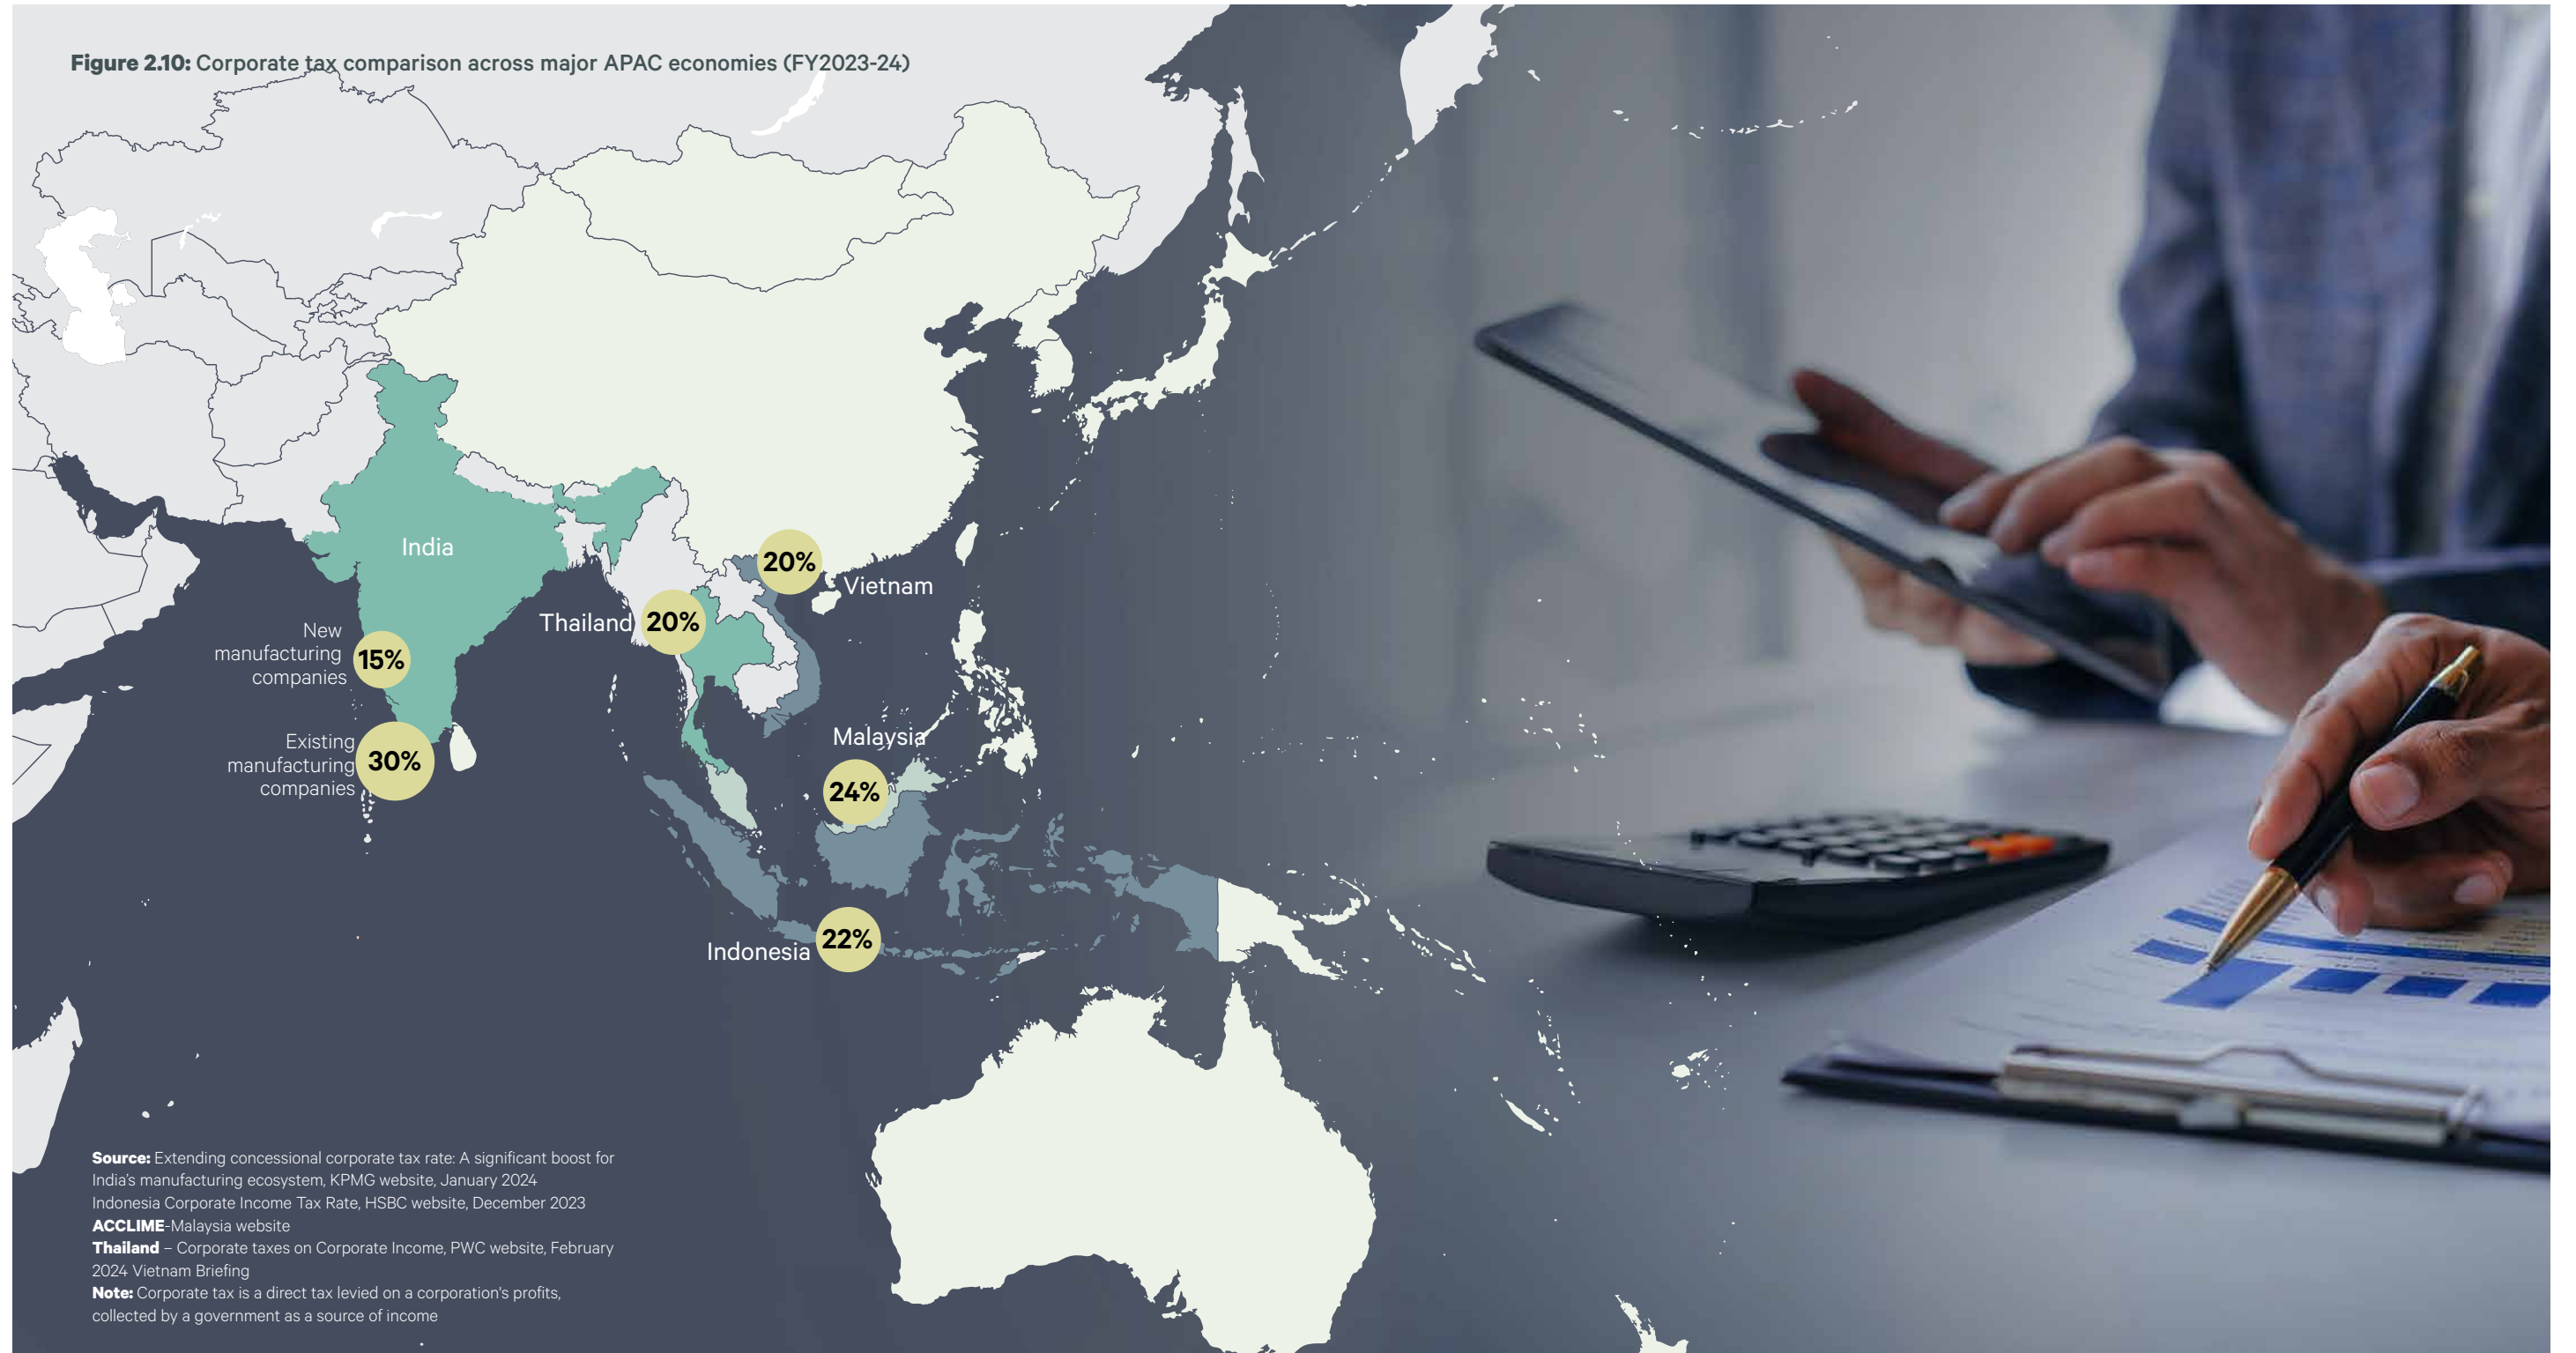 Figure 2.10: Corporate tax comparison across major APAC economies (FY2023-24)
India
20%
Vietnam
Thailand
20%
New
manufacturing
companies
15%
Existing
manufacturing
companies
30%
Malaysia
24%
Indonesia
22%
Source: Extending concessional corporate tax rate: A significant boost for
India's manufacturing ecosystem, KPMG website, January 2024
Indonesia Corporate Income Tax Rate, HSBC website, December 2023
ACCLIME-Malaysia website
Thailand – Corporate taxes on Corporate Income, PWC website, February
2024 Vietnam Briefing
Note: Corporate tax is a direct tax levied on a corporation's profits,
collected by a government as a source of income